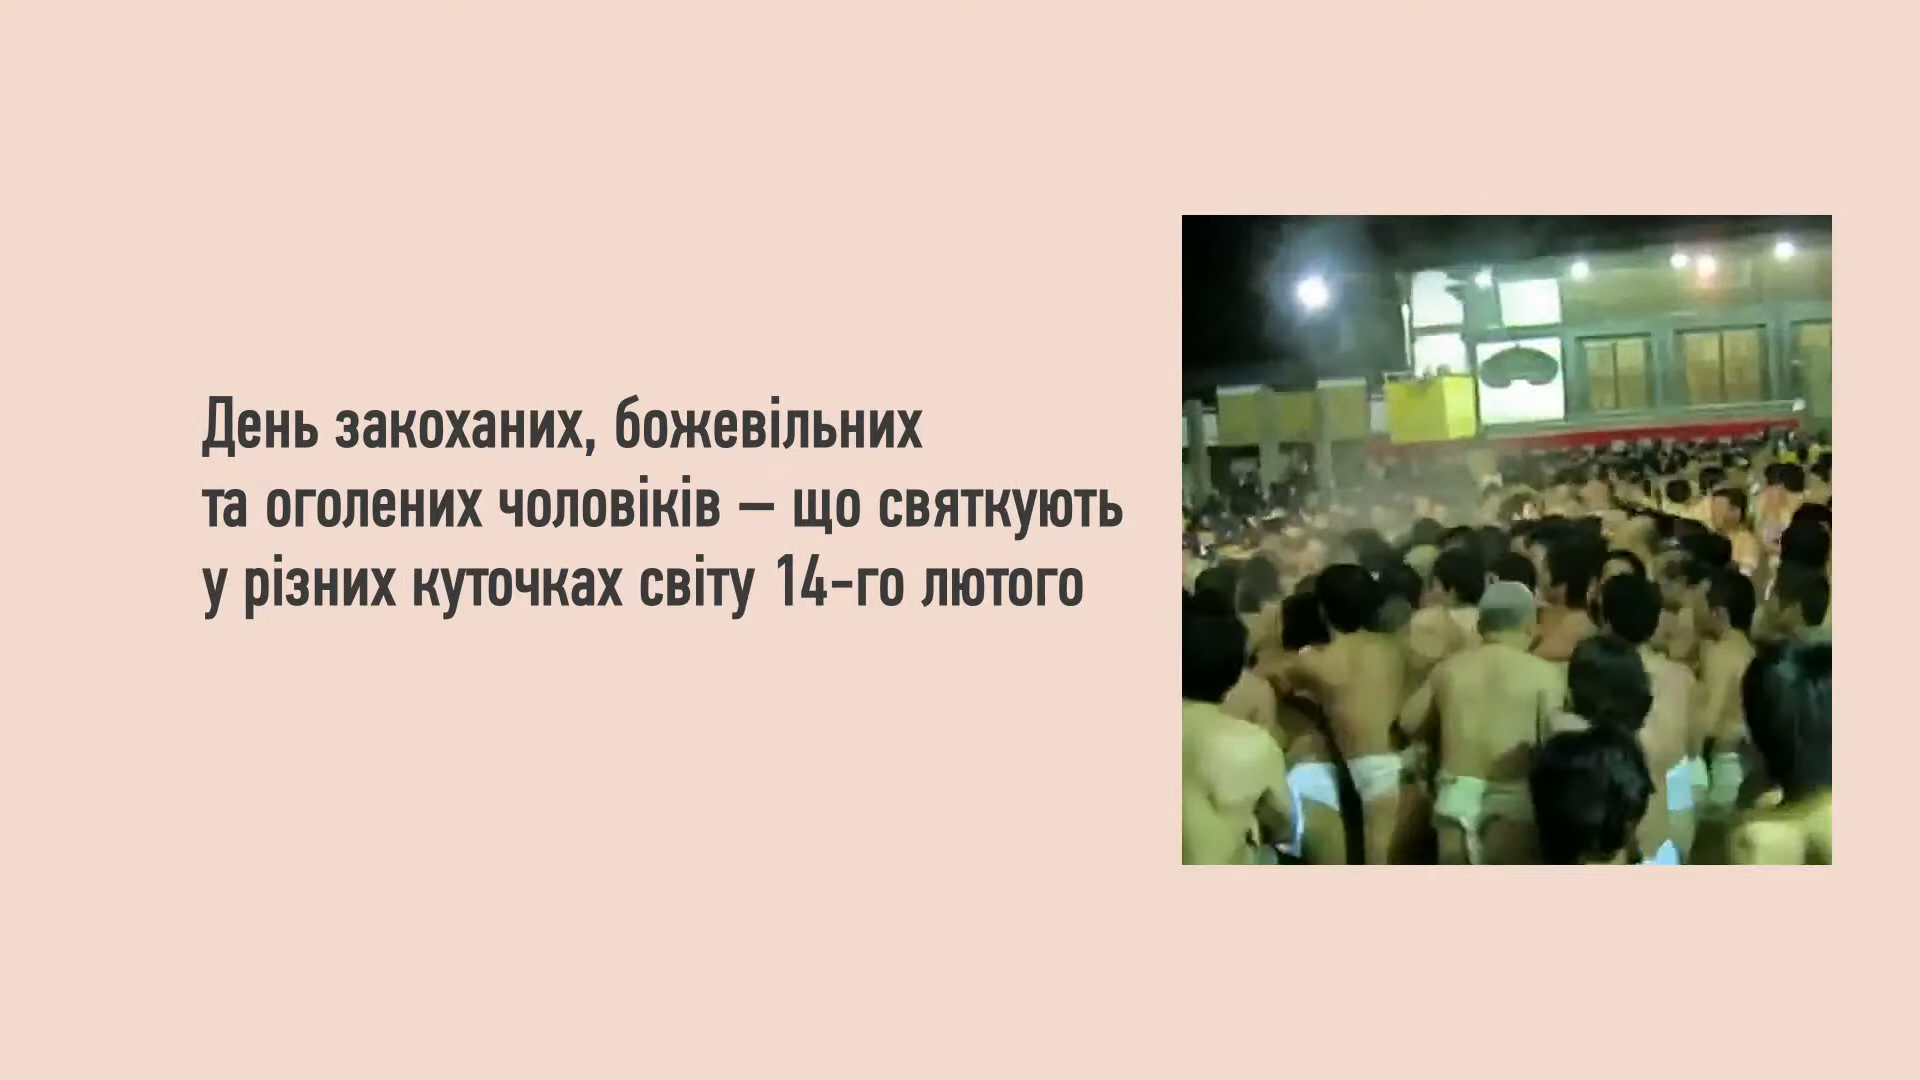 День закоханих, божевільних
та оголених чоловіків — що святкують
у різних куточках світу 14-го лютого